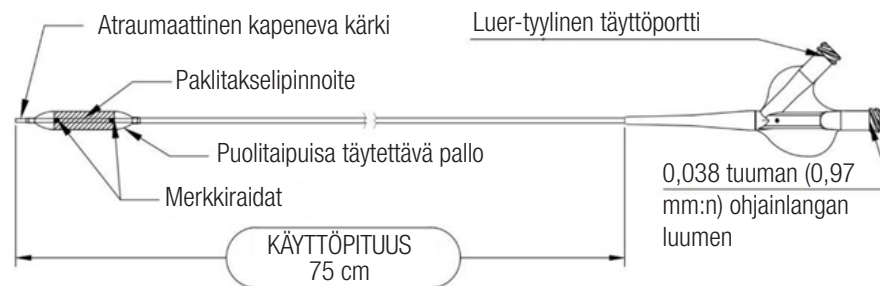 Atraumaattinen kapeneva kärki
Luer-tyylinen täyttöportti
Paklitakselipinnoite
Puolitaipuisa täytettävä pallo
Merkkiraidat
0,038 tuuman (0,97
mm:n) ohjainlangan
luumen
KÄYTTÖPITUUS
75 cm